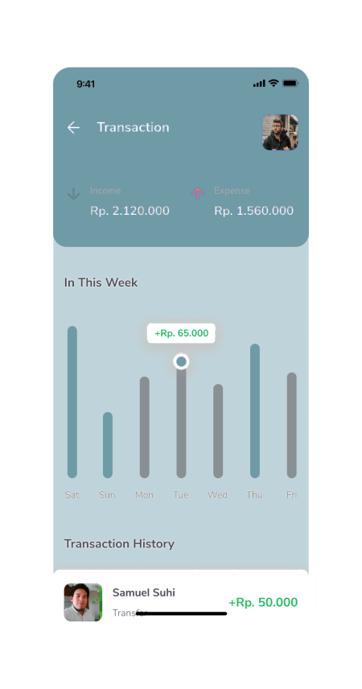 9:41
Transaction
Income Expense
Rp. 2.120.000 Rp. 1.560.000
In This Week
+Rp. 65.000
Sat Sun Mon Tue Wed Thu Fri
Transaction History
Samuel Suhi
+Rp. 50.000
Transfer